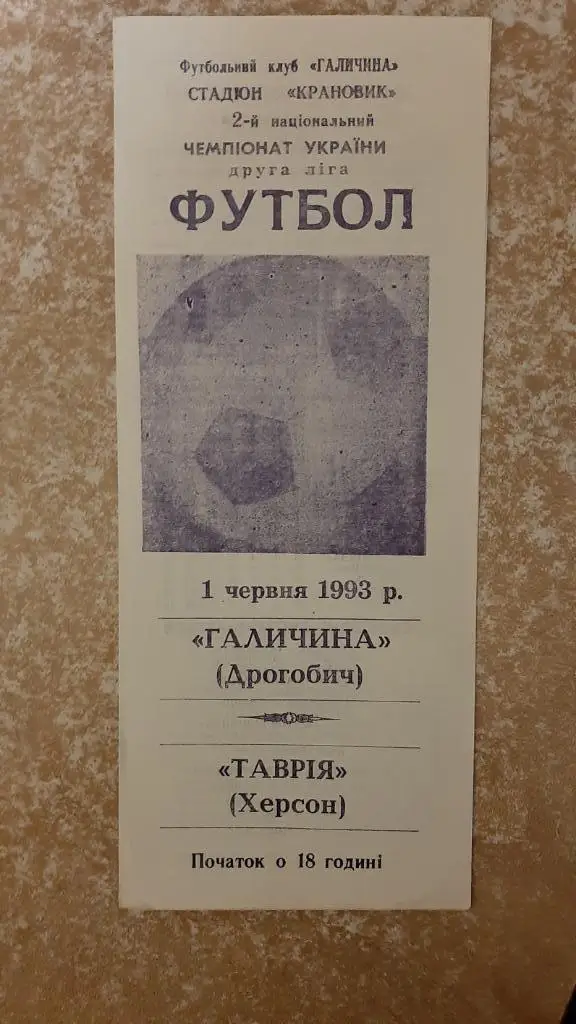 Футбольний клуб «ГАЛИЧИНА»
СТАДІОН «КРАНОВИК»
2-й національний
ЧЕМПІОНАТ УКРАЇНИ
друга ліга
ФУТБОЛ
1 червня 1993 р.
«ГАЛИЧИНА»
(Дрогобич)
«ТАВРІЯ»
(Херсон)
Початок о 18 годині